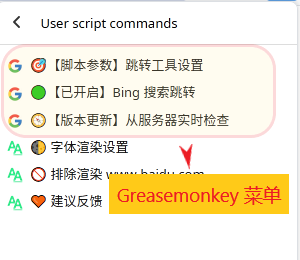 User script commands
【脚本参数】跳转工具设置
【已开启】Bing 搜索跳转
【版本更新】从服务器实时检查
字体渲染设置
排除渲染 www.baidu.com
建议反馈
Greasemonkey 菜单